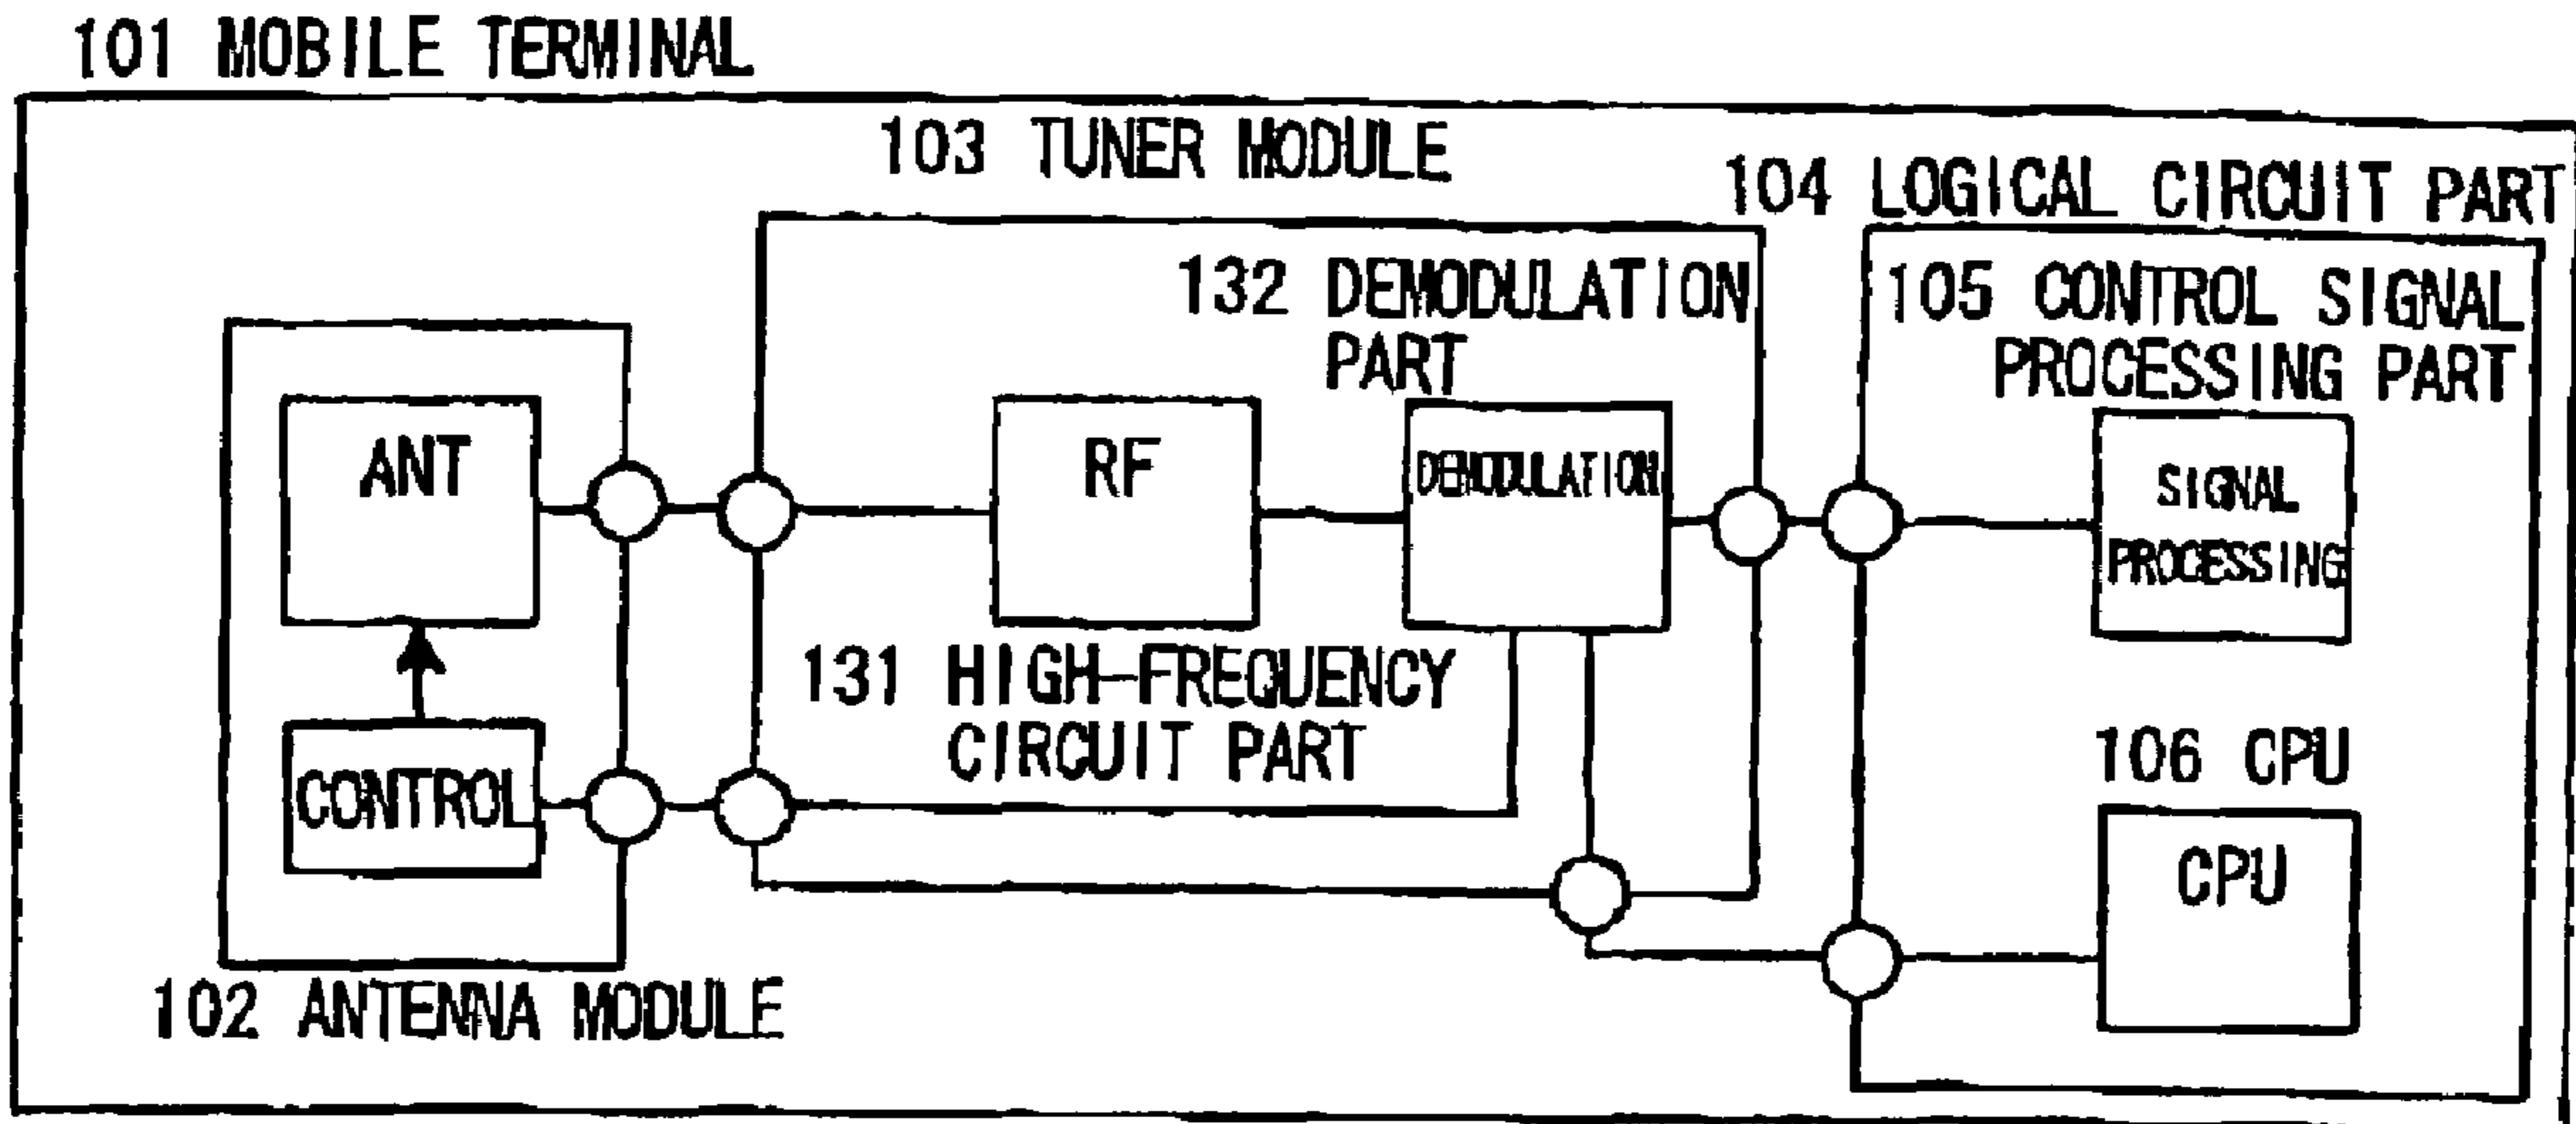 101 MOBILE TERMINAL
103 TUNER MODULE
104 LOGICAL CIRCUIT PART
132 DEMODULATION
PART
105 CONTROL SIGNAL
PROCESSING PART
ANT
RF
DEMODULATION
SIGNAL
PROCESSING
131 HIGH-FREQUENCY
CIRCUIT PART
CONTROL
106 CPU
CPU
102 ANTENNA MODULE